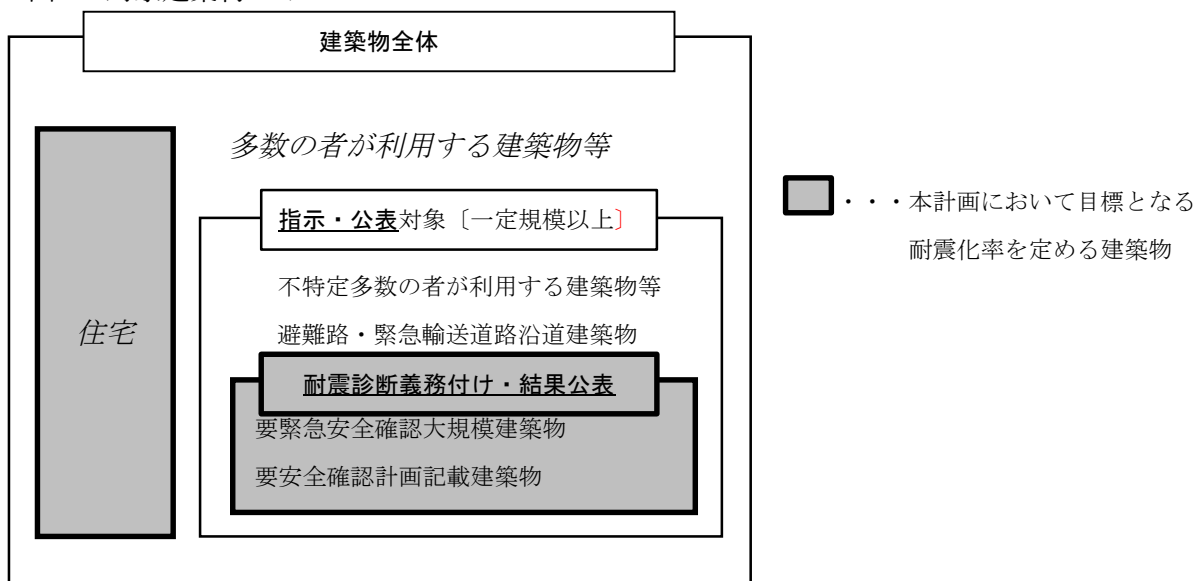 建築物全体
多数の者が利用する建築物等
指示・公表対象〔一定規模以上〕
不特定多数の者が利用する建築物等
避難路・緊急輸送道路沿道建築物
住宅
耐震診断義務付け・結果公表
要緊急安全確認大規模建築物
要安全確認計画記載建築物
・・・本計画において目標となる
耐震化率を定める建築物